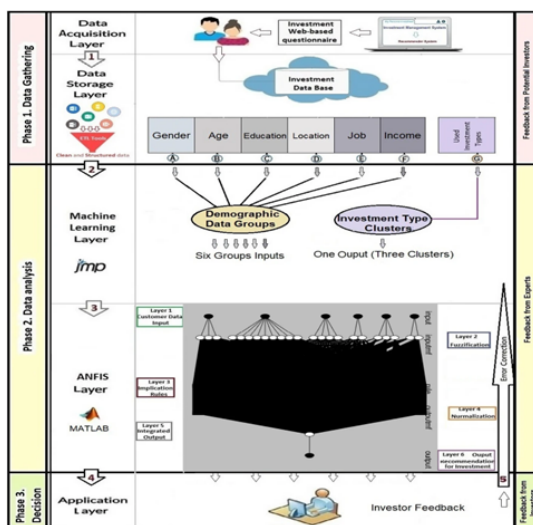 Phase 1. Data Gathering
Data
Acquisition
Layer
1
Data
Storage
Layer
ETL Tools
Clean and Structured data
Investment
Web-based
questionnaire
Investment Management System
Recommender System
Investment
Data Base
Gender
Age
Education
Location
Job
Income
Used
Investment
Types
A
B
C
D
E
F
G
Feedback from Potential Investors
Phase 2. Data analysis
2
Machine
Learning
Layer
jmp
Demographic
Data Groups
Six Groups Inputs
Investment Type
Clusters
One Ouput (Three Clusters)
3
ANFIS
Layer
MATLAB
Layer 1
Customer Data
Input
Layer 3
Implication
Rules
Layer 5
Integrated
Output
input
inputmf
rule
outputmf
output
Layer 2
Fuzzification
Layer 4
Normalization
Layer 6 Ouput
Recommendation
for Investment
Error Correction
5
Feedback from Experts
Phase 3.
Decision
4
Application
Layer
Investor Feedback